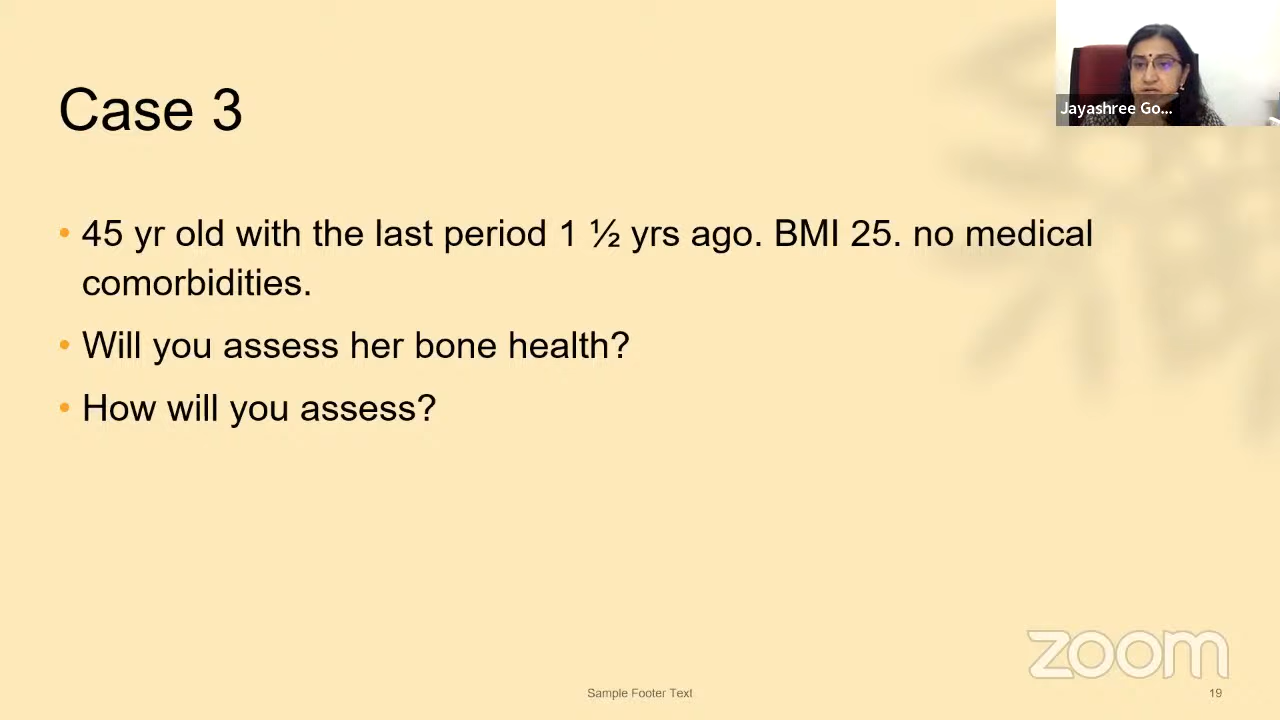 Jayashree Go...
Case 3
• 45 yr old with the last period 1 ½ yrs ago. BMI 25. no medical
comorbidities.
• Will you assess her bone health?
• How will you assess?
zoom
Sample Footer Text
19